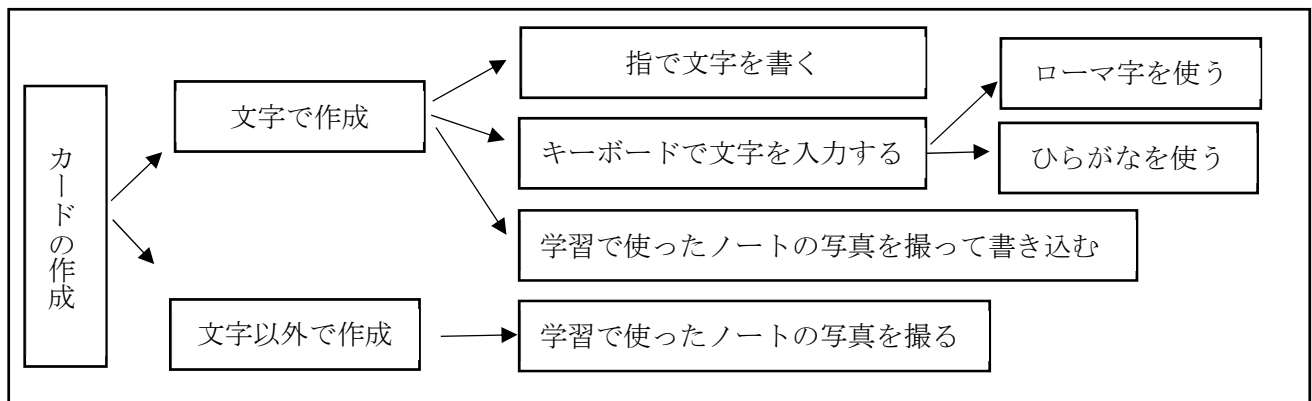 カードの作成
文字で作成
指で文字を書く
キーボードで文字を入力する
ローマ字を使う
ひらがなを使う
学習で使ったノートの写真を撮って書き込む
文字以外で作成
学習で使ったノートの写真を撮る